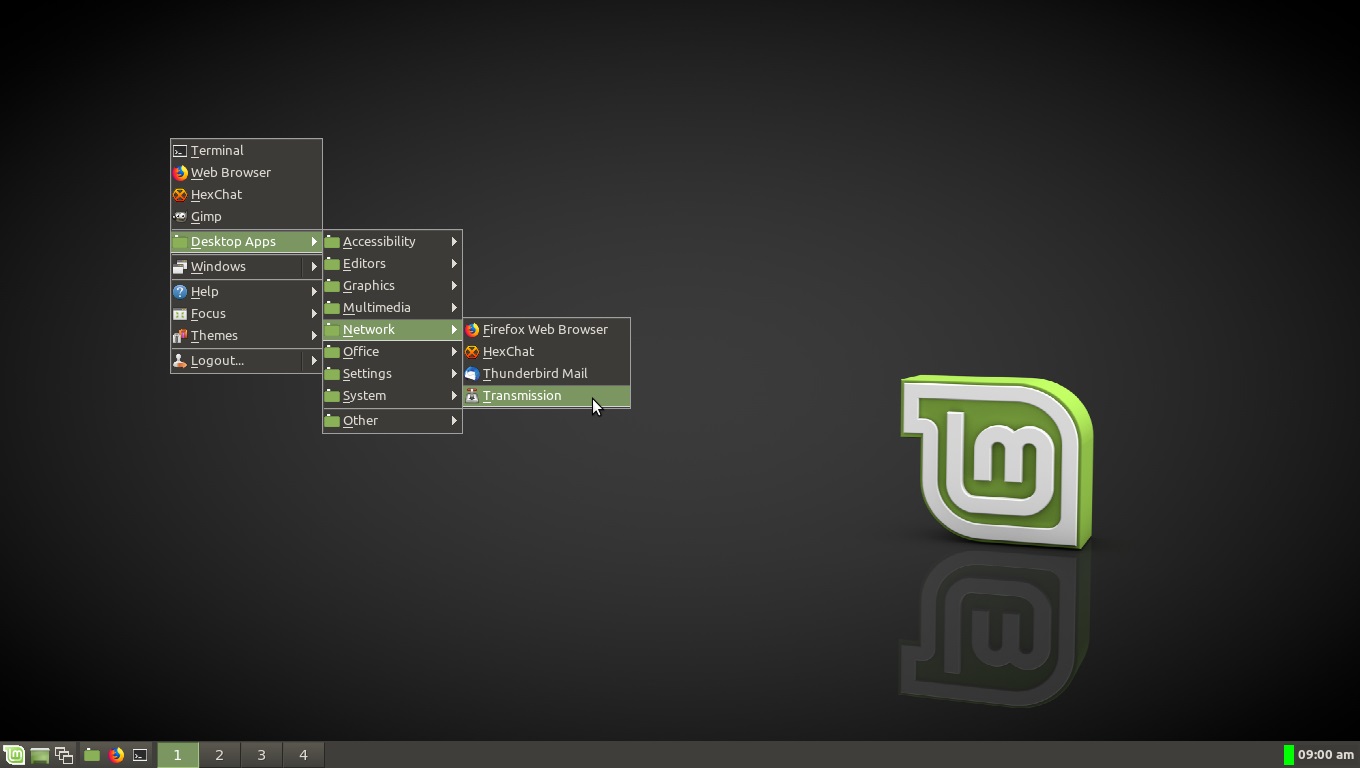 Terminal
Web Browser
HexChat
Gimp
Desktop Apps
Windows
Help
Focus
Themes
Logout...
Accessibility
Editors
Graphics
Multimedia
Network
Office
Settings
System
Other
Firefox Web Browser
HexChat
Thunderbird Mail
Transmission
1 2 3 4
09:00 am